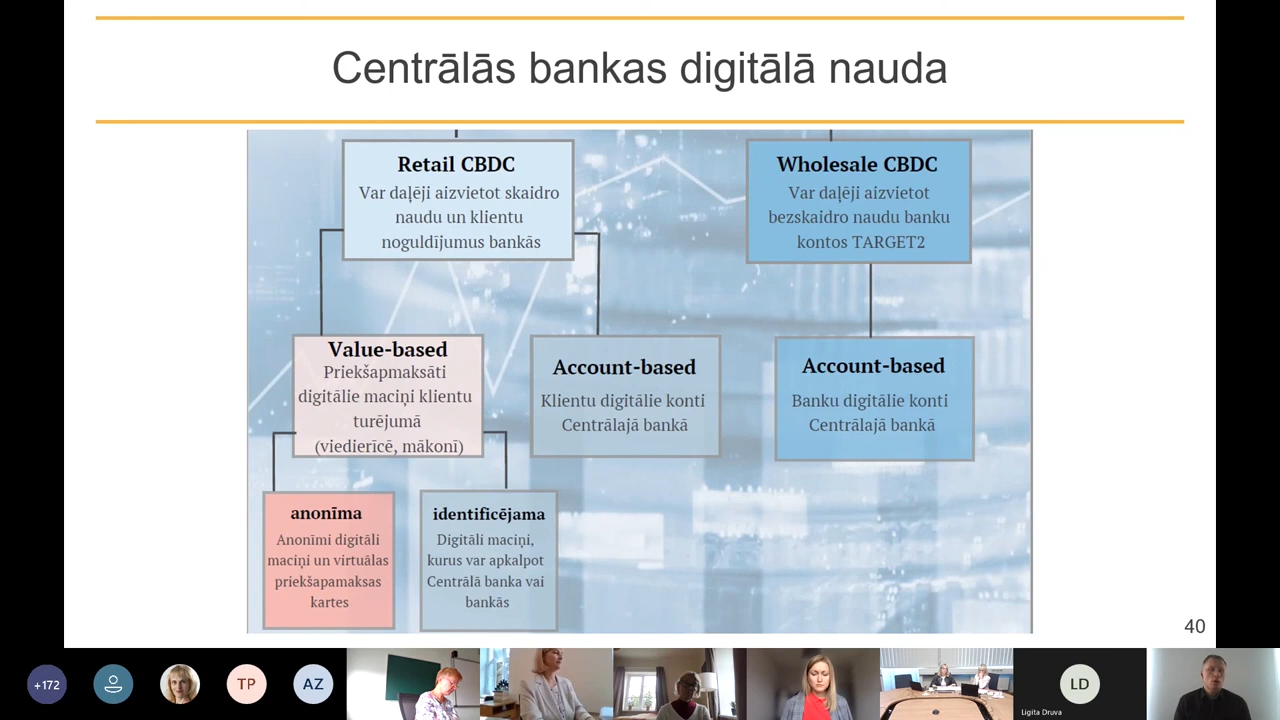 Centrālās bankas digitālā nauda
Retail CBDC
Var daļēji aizvietot skaidro
naudu un klientu
noguldījumus bankās
Wholesale CBDC
Var daļēji aizvietot
bezskaidro naudu banku
kontos TARGET2
Value-based
Priekšapmaksāti
digitālie maciņi klientu
turējumā
(viedierīcē, mākonī)
Account-based
Klientu digitālie konti
Centrālajā bankā
Account-based
Banku digitālie konti
Centrālajā bankā
anonīma
Anonīmi digitāli
maciņi un virtuālas
priekšapamaksas
kartes
identificējama
Digitāli maciņi,
kurus var apkalpot
Centrālā banka vai
bankās
40
+172
TP
AZ
LD
Ligita Druva